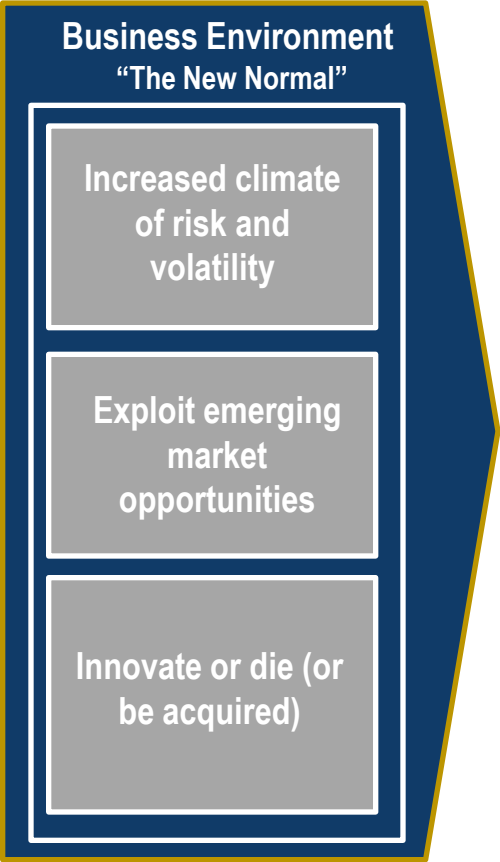 Business Environment
“The New Normal”
Increased climate
of risk and
volatility
Exploit emerging
market
opportunities
Innovate or die (or
be acquired)